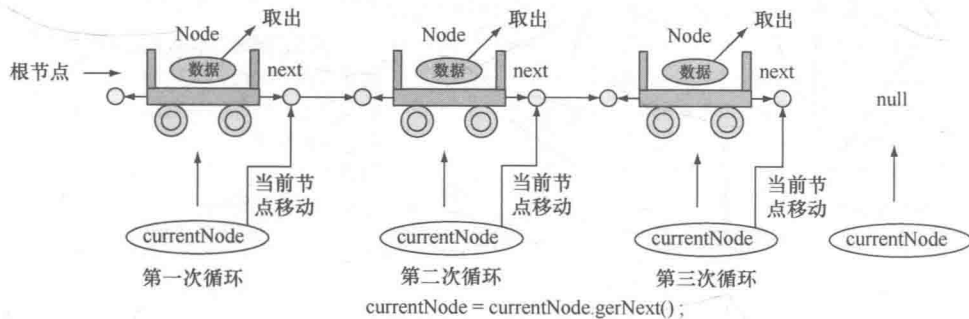 取出
取出
取出
Node
Node
Node
根节点
数据
next
数据
next
数据
next
null
当前节
点移动
当前节
点移动
当前节
点移动
currentNode
currentNode
currentNode
currentNode
第一次循环
第二次循环
第三次循环
currentNode = currentNode.gerNext() ;